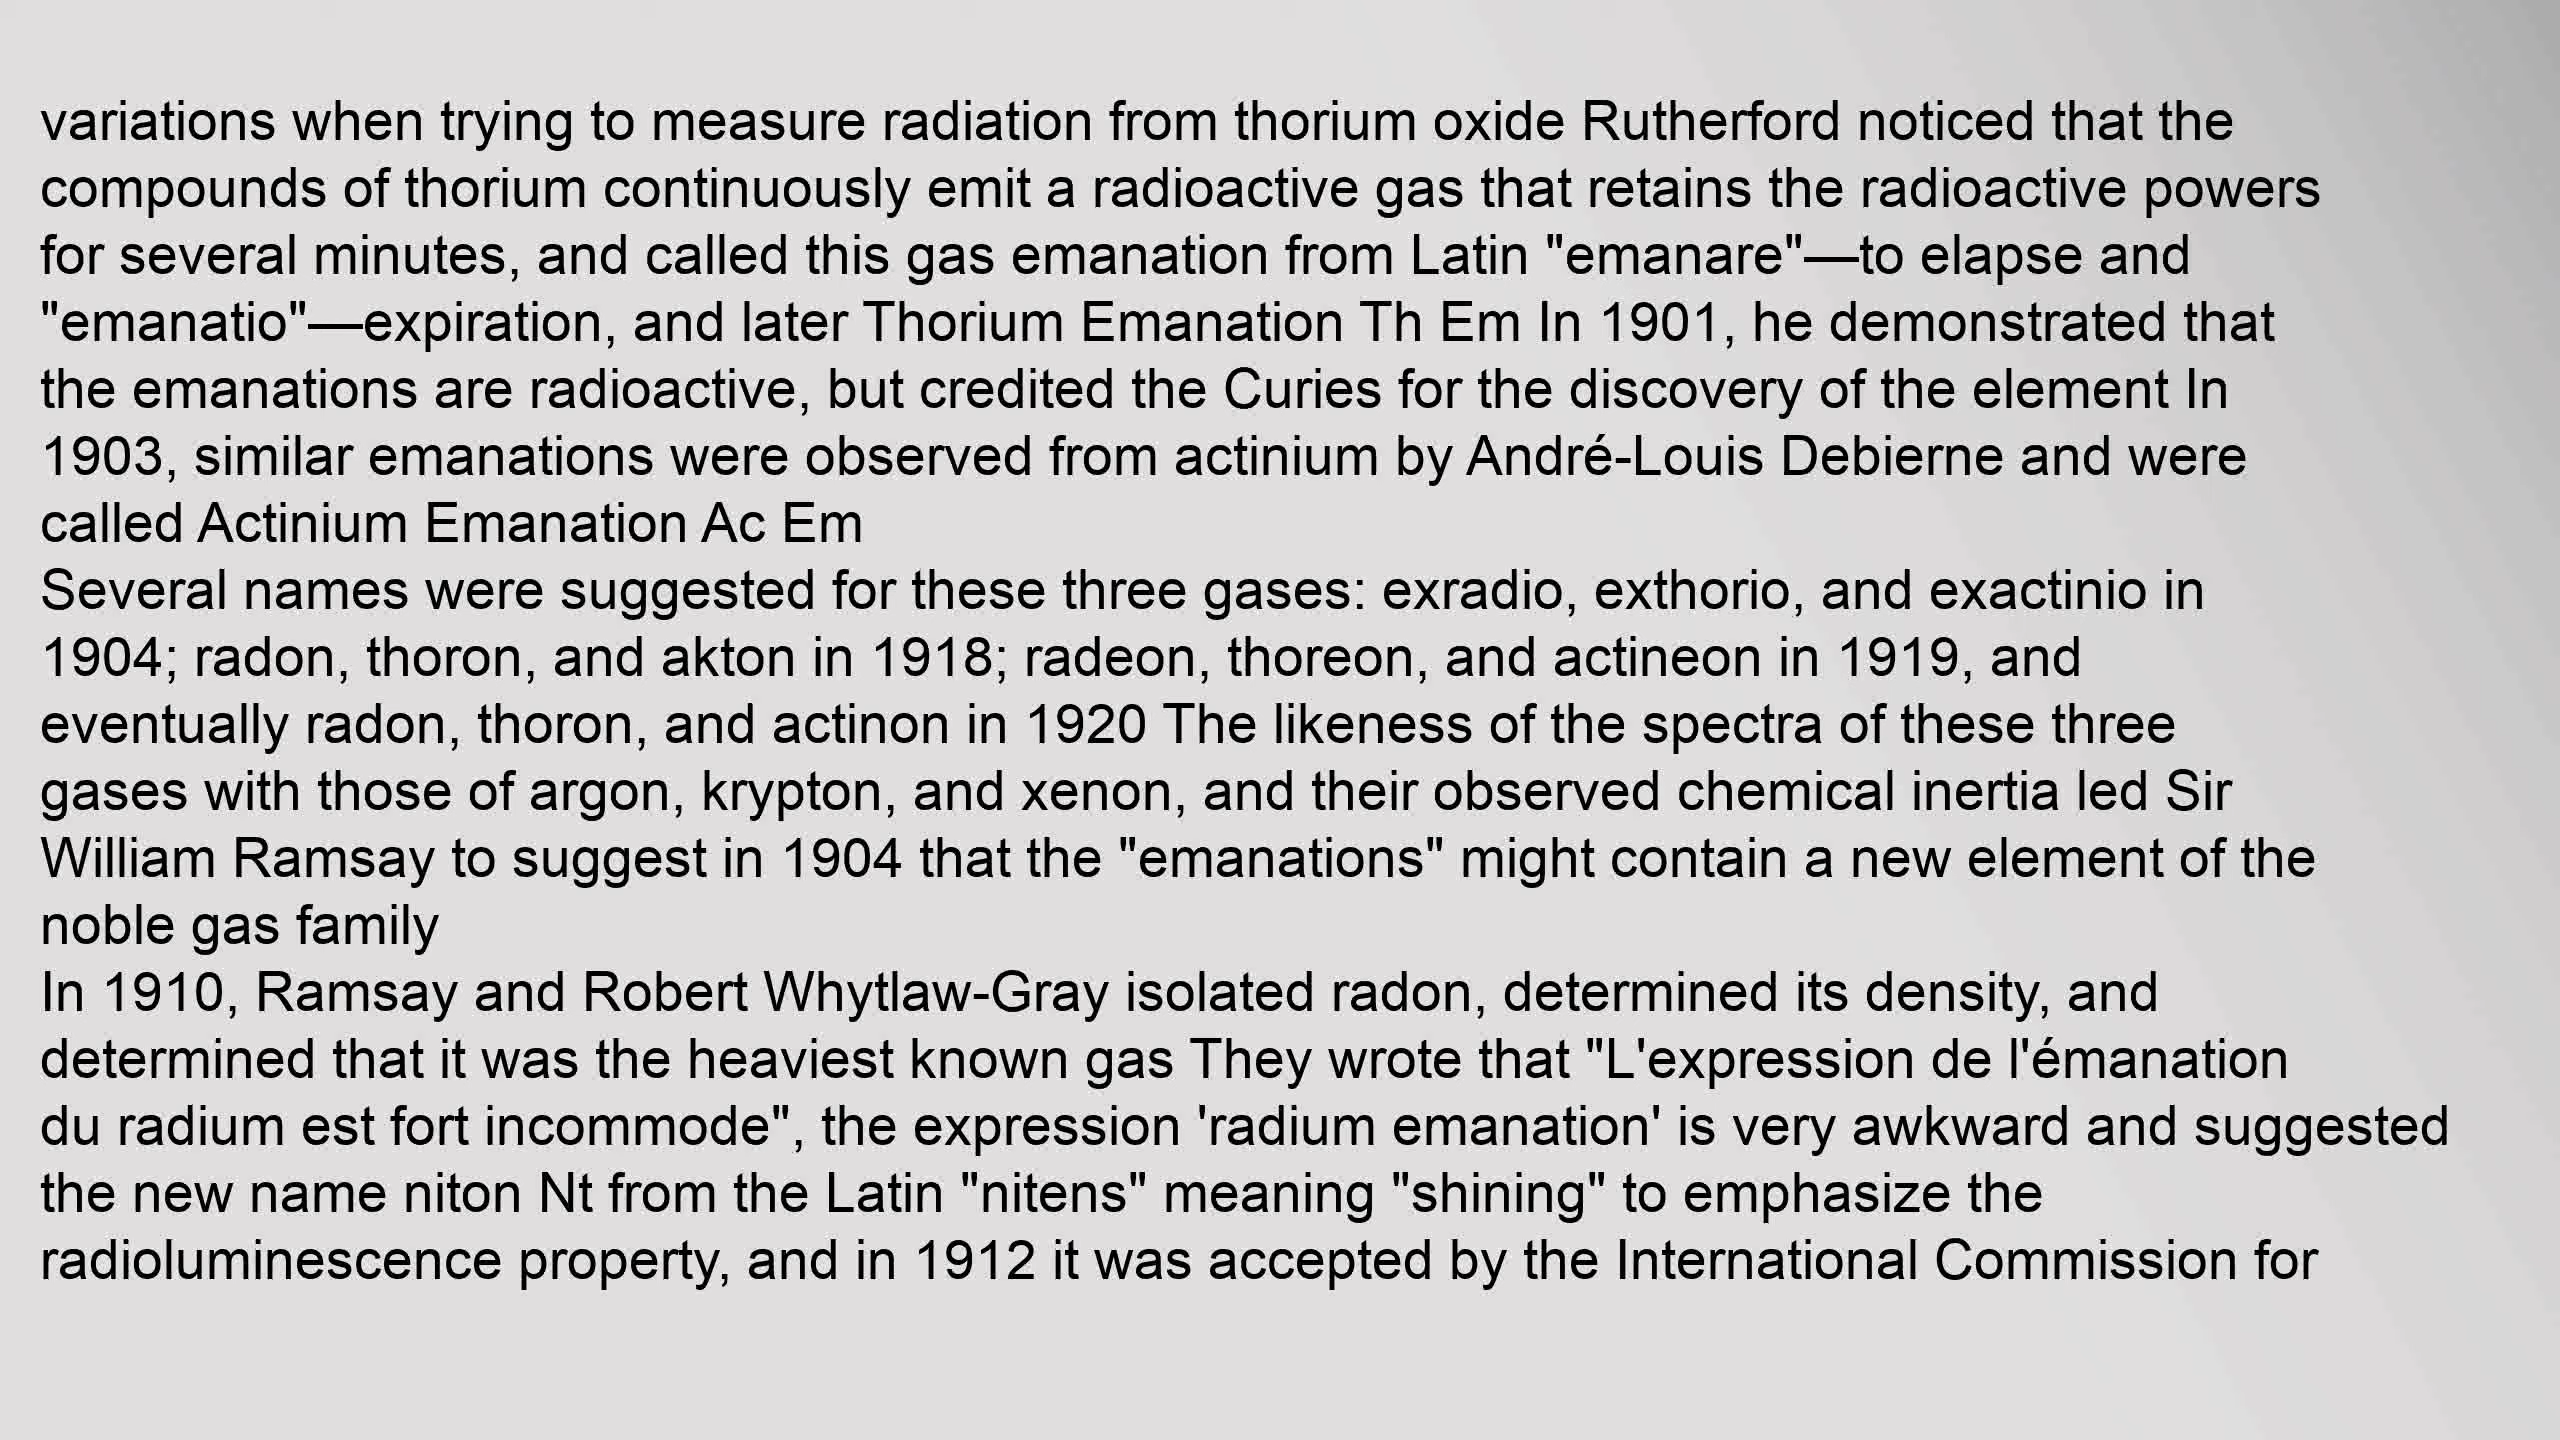 variations when trying to measure radiation from thorium oxide Rutherford noticed that the
compounds of thorium continuously emit a radioactive gas that retains the radioactive powers
for several minutes, and called this gas emanation from Latin "emanare"—to elapse and
"emanatio"—expiration, and later Thorium Emanation Th Em In 1901, he demonstrated that
the emanations are radioactive, but credited the Curies for the discovery of the element In
1903, similar emanations were observed from actinium by André-Louis Debierne and were
called Actinium Emanation Ac Em
Several names were suggested for these three gases: exradio, exthorio, and exactinio in
1904; radon, thoron, and akton in 1918; radeon, thoreon, and actineon in 1919, and
eventually radon, thoron, and actinon in 1920 The likeness of the spectra of these three
gases with those of argon, krypton, and xenon, and their observed chemical inertia led Sir
William Ramsay to suggest in 1904 that the "emanations" might contain a new element of the
noble gas family
In 1910, Ramsay and Robert Whytlaw-Gray isolated radon, determined its density, and
determined that it was the heaviest known gas They wrote that "L'expression de l'émanation
du radium est fort incommode", the expression 'radium emanation' is very awkward and suggested
the new name niton Nt from the Latin "nitens" meaning "shining" to emphasize the
radioluminescence property, and in 1912 it was accepted by the International Commission for